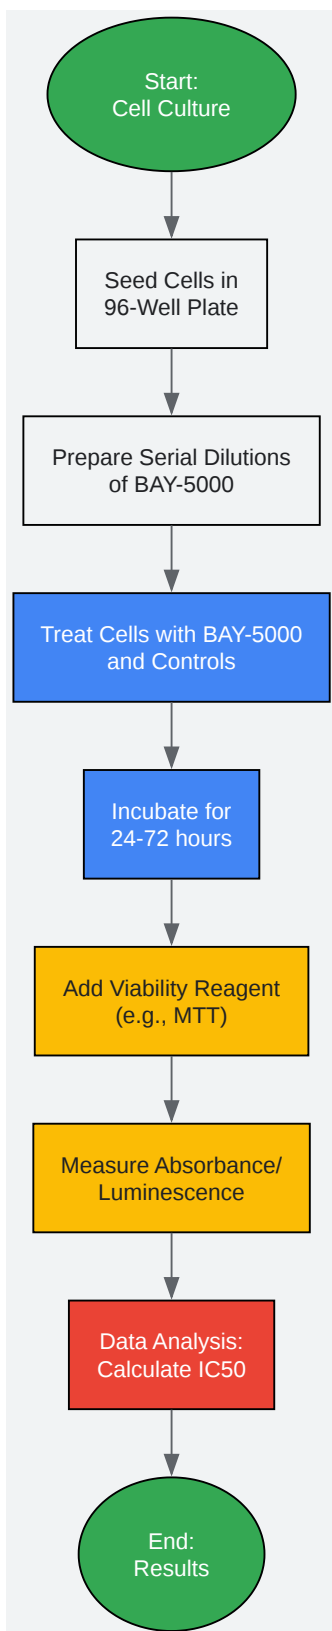 Start:
Cell Culture
Seed Cells in
96-Well Plate
Prepare Serial Dilutions
of BAY-5000
Treat Cells with BAY-5000
and Controls
Incubate for
24-72 hours
Add Viability Reagent
(e.g., MTT)
Measure Absorbance/
Luminescence
Data Analysis:
Calculate IC50
End:
Results